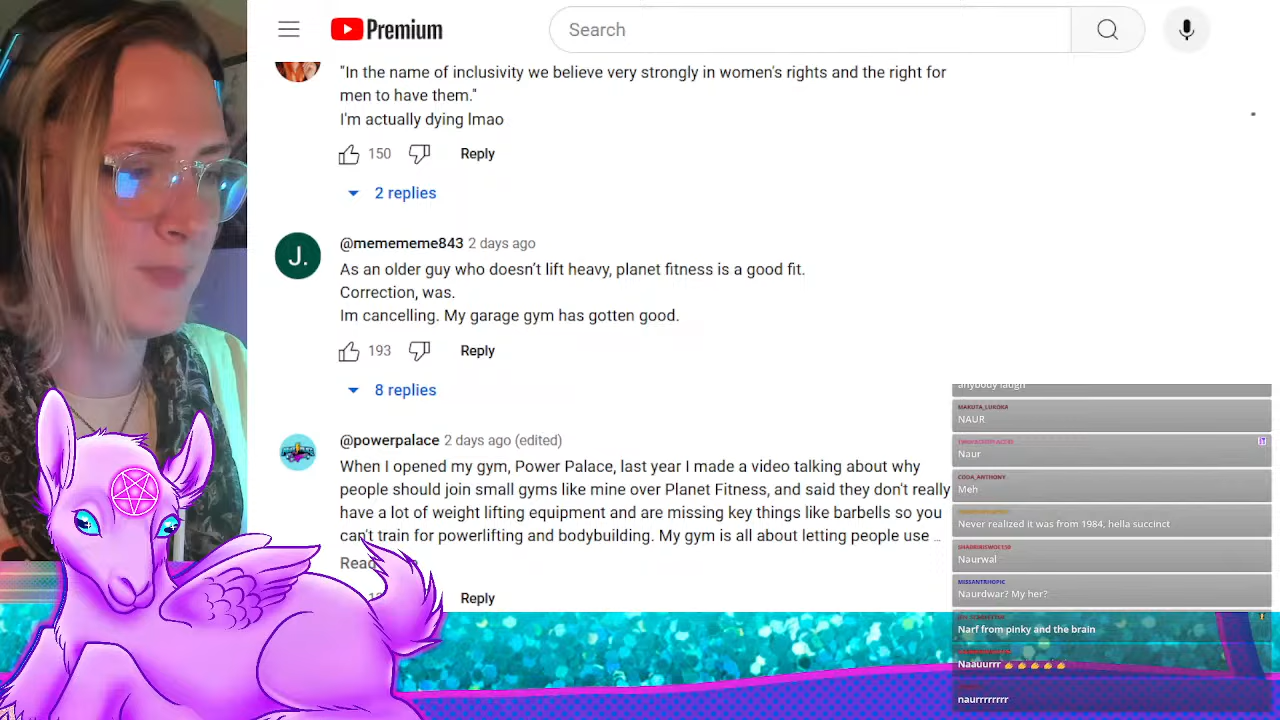 Premium
Search
"In the name of inclusivity we believe very strongly in women's rights and the right for
men to have them."
I'm actually dying lmao
150
Reply
2 replies
J.
@memememe843 2 days ago
As an older guy who doesn't lift heavy, planet fitness is a good fit.
Correction, was.
Im cancelling. My garage gym has gotten good.
193
Reply
8 replies
@powerpalace 2 days ago (edited)
When I opened my gym, Power Palace, last year I made a video talking about why
people should join small gyms like mine over Planet Fitness, and said they don't really
have a lot of weight lifting equipment and are missing key things like barbells so you
can't train for powerlifting and bodybuilding. My gym is all about letting people use ...
Read
Reply
anybody laugh
MAKUTA_LUROKA
NAUR
Naur
CODA_ANTHONY
Meh
Never realized it was from 1984, hella succinct
Naurwal
MISSANTRHOPIC
Naurdwar? My her?
Narf from pinky and the brain
Naauurrr 
naurrrrrrrr